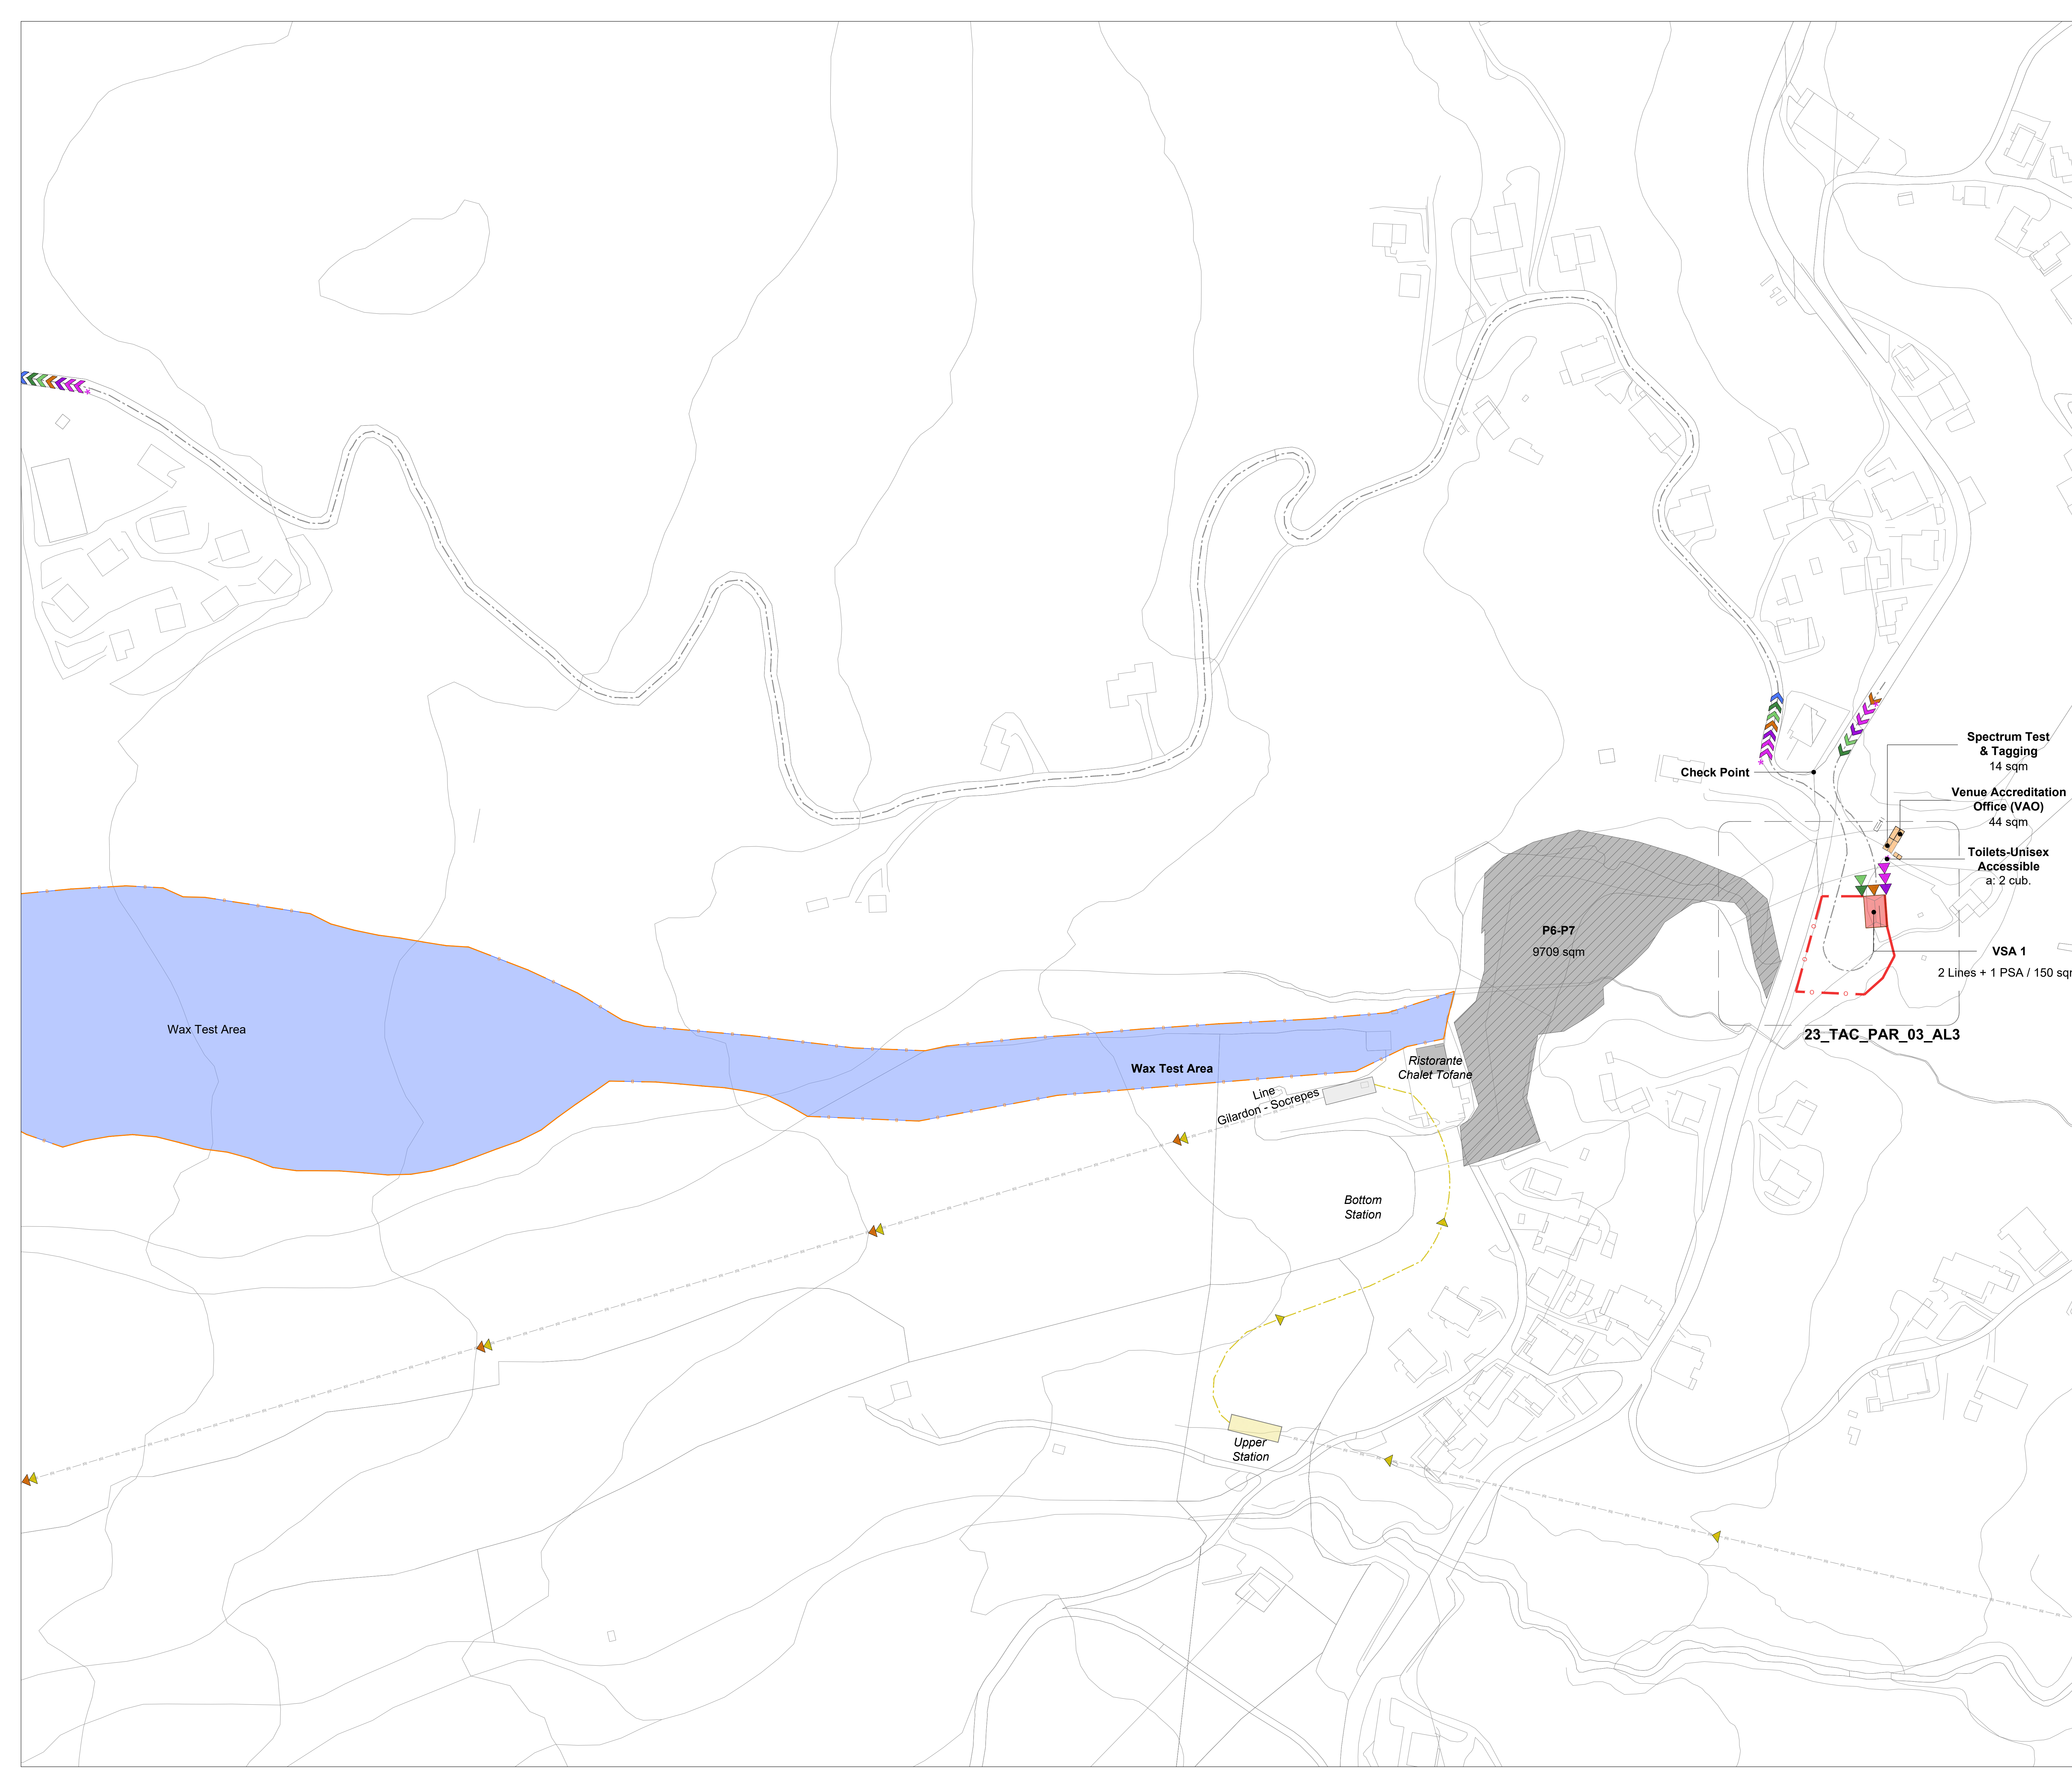 Spectrum Test
& Tagging
14 sqm
Check Point
Venue Accreditation
Office (VAO)
44 sqm
Toilets-Unisex
Accessible
a: 2 cub.
P6-P7
9709 sqm
VSA 1
2 Lines + 1 PSA / 150 sqm
23_TAC_PAR_03_AL3
Wax Test Area
Wax Test Area
Ristorante
Chalet Tofane
Line
Gilardon - Socrepes
Bottom
Station
Upper
Station